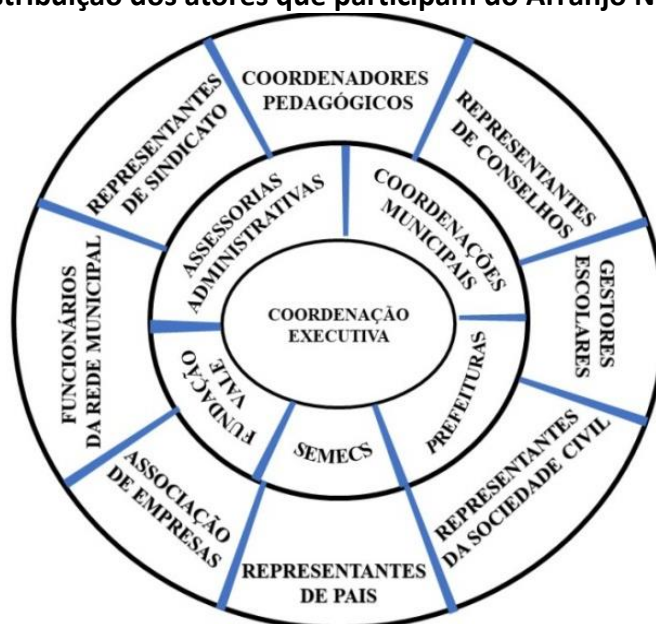 stribuição dos atores que participam do Arranjo N
COORDENADORES
PEDAGÓGICOS
REPRESENTANTES
DE CONSELHOS
GESTORES
ESCOLARES
REPRESENTANTES
DA SOCIEDADE CIVIL
REPRESENTANTES
DE PAIS
ASSOCIAÇÃO
DE EMPRESAS
FUNCIONÁRIOS
DA REDE MUNICIPAL
REPRESENTANTES
DE SINDICATO
ASSESSORIAS
ADMINISTRATIVAS
COORDENAÇÕES
MUNICIPAIS
PREFEITURAS
SEMECS
FUNDAÇÃO
VALE
COORDENAÇÃO
EXECUTIVA